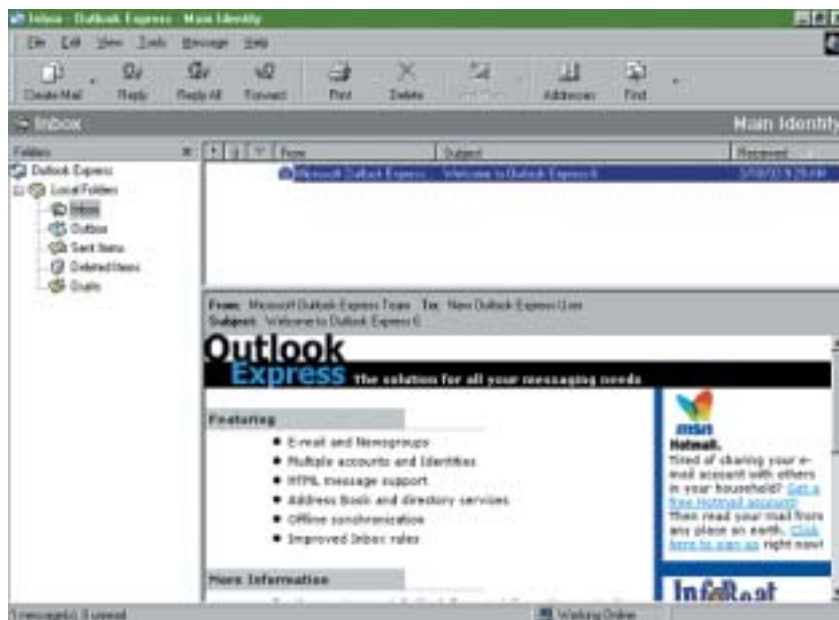 Inbox - Outlook Express - Main Identity
File Edit View Tools Message Help
Create Mail Reply Reply All Forward Print Delete Addresses Find
Inbox Main Identity
Folders
From Subject Received
Outlook Express
Local Folders
Inbox
Outbox
Sent Items
Deleted Items
Drafts
Microsoft Outlook Express Welcome to Outlook Express 6
From: Microsoft Outlook Express Team To: New Outlook Express User
Subject: Welcome to Outlook Express 6
Outlook
Express The solution for all your messaging needs
Featuring
• E-mail and Newsgroups
• Multiple accounts and Identities
• HTML message support
• Address Book and directory services
• Offline synchronization
• Improved Inbox rules
More Information
msn
Hotmail.
Tired of sharing your e-
mail account with others
in your household? Get a
free Hotmail account!
Then read your mail from
any place on earth. Click
here to sign up right now!
1 message(s), 0 unread Working Online